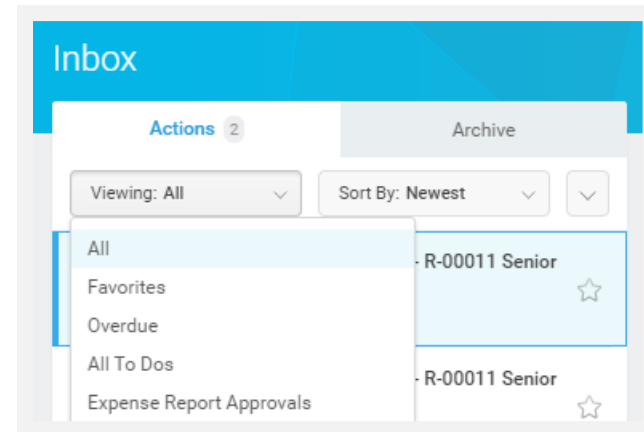 Inbox
Actions 2 Archive
Viewing: All Sort By: Newest
All
- R-00011 Senior
Favorites
Overdue
All To Dos
- R-00011 Senior
Expense Report Approvals